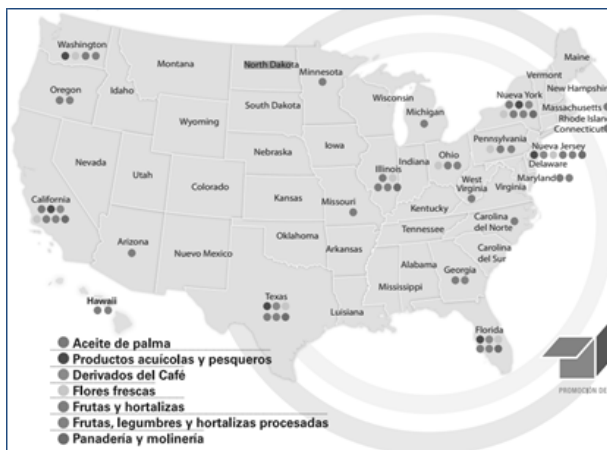 Washington
Montana
North Dakota
Minnesota
Maine
Vermont
New Hampshire
Oregon
Idaho
Wisconsin
Nueva York
Massachusetts
South Dakota
Michigan
Rhode Island
Connecticut
Wyoming
Pennsylvania
Nueva Jersey
Nevada
Nebraska
Iowa
Illinois
Indiana
Ohio
Delaware
Utah
Colorado
West
Virginia
Virginia
Maryland
California
Kansas
Missouri
Kentucky
Carolina
del Norte
Tennessee
Arizona
Nuevo Mexico
Oklahoma
Arkansas
Carolina
del Sur
Alabama
Georgia
Mississippi
Hawaii
Texas
Luisiana
Florida
Aceite de palma
Productos acuícolas y pesqueros
Derivados del Café
Flores frescas
Frutas y hortalizas
Frutas, legumbres y hortalizas procesadas
Panadería y molinería
PROMOCIÓN DE